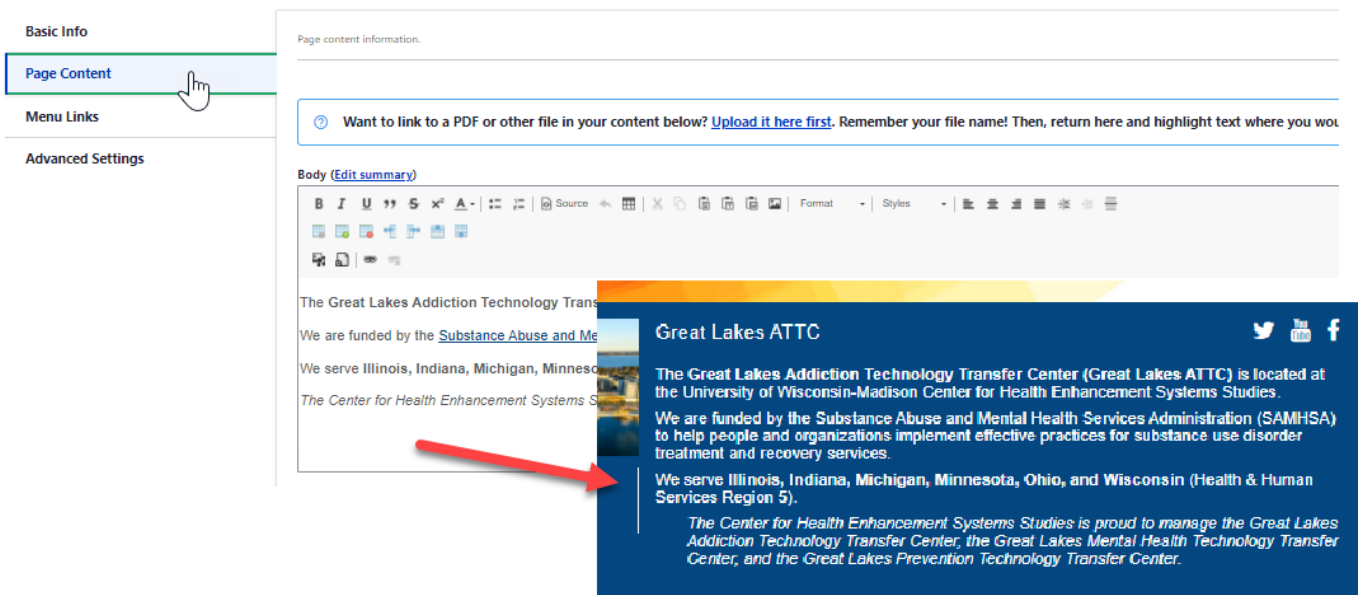 Basic Info
Page Content
Menu Links
Advanced Settings
Page content information.
Want to link to a PDF or other file in your content below? Upload it here first. Remember your file name! Then, return here and highlight text where you wou
Body (Edit summary)
B I U S x² A Source Format Styles
The Great Lakes Addiction Technology Trans
We are funded by the Substance Abuse and Me
We serve Illinois, Indiana, Michigan, Minneso
The Center for Health Enhancement Systems S
Great Lakes ATTC
You Tube
The Great Lakes Addiction Technology Transfer Center (Great Lakes ATTC) is located at
the University of Wisconsin-Madison Center for Health Enhancement Systems Studies.
We are funded by the Substance Abuse and Mental Health Services Administration (SAMHSA)
to help people and organizations implement effective practices for substance use disorder
treatment and recovery services.
We serve Illinois, Indiana, Michigan, Minnesota, Ohio, and Wisconsin (Health & Human
Services Region 5).
The Center for Health Enhancement Systems Studies is proud to manage the Great Lakes
Addiction Technology Transfer Center, the Great Lakes Mental Health Technology Transfer
Center, and the Great Lakes Prevention Technology Transfer Center.